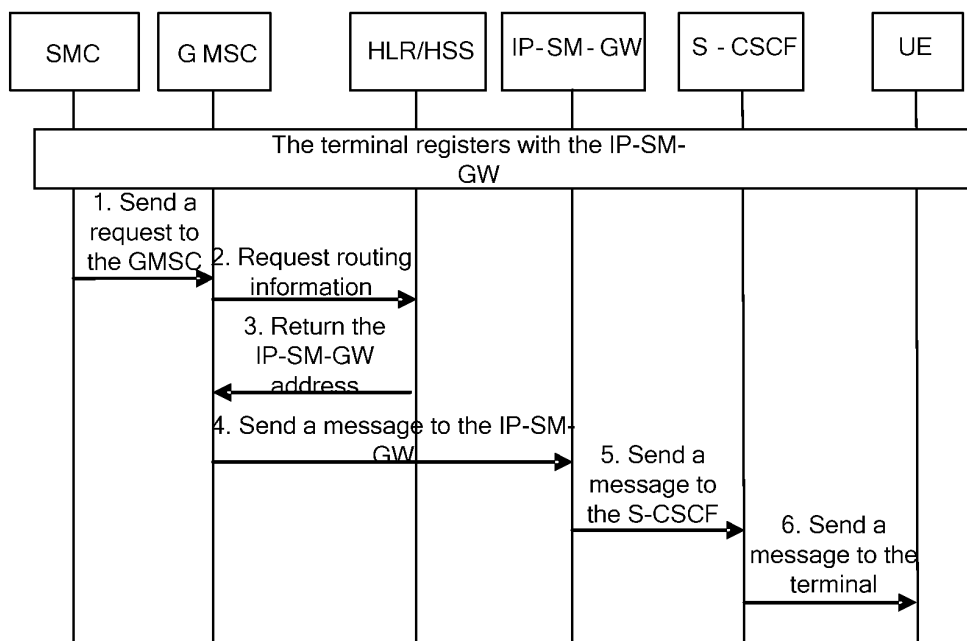 SMC
G MSC
HLR/HSS
IP-SM-GW
S - CSCF
UE
The terminal registers with the IP-SM-
GW
1. Send a
request to
the GMSC
2. Request routing
information
3. Return the
IP-SM-GW
address
4. Send a message to the IP-SM-
GW
5. Send a
message to
the S-CSCF
6. Send a
message to the
terminal